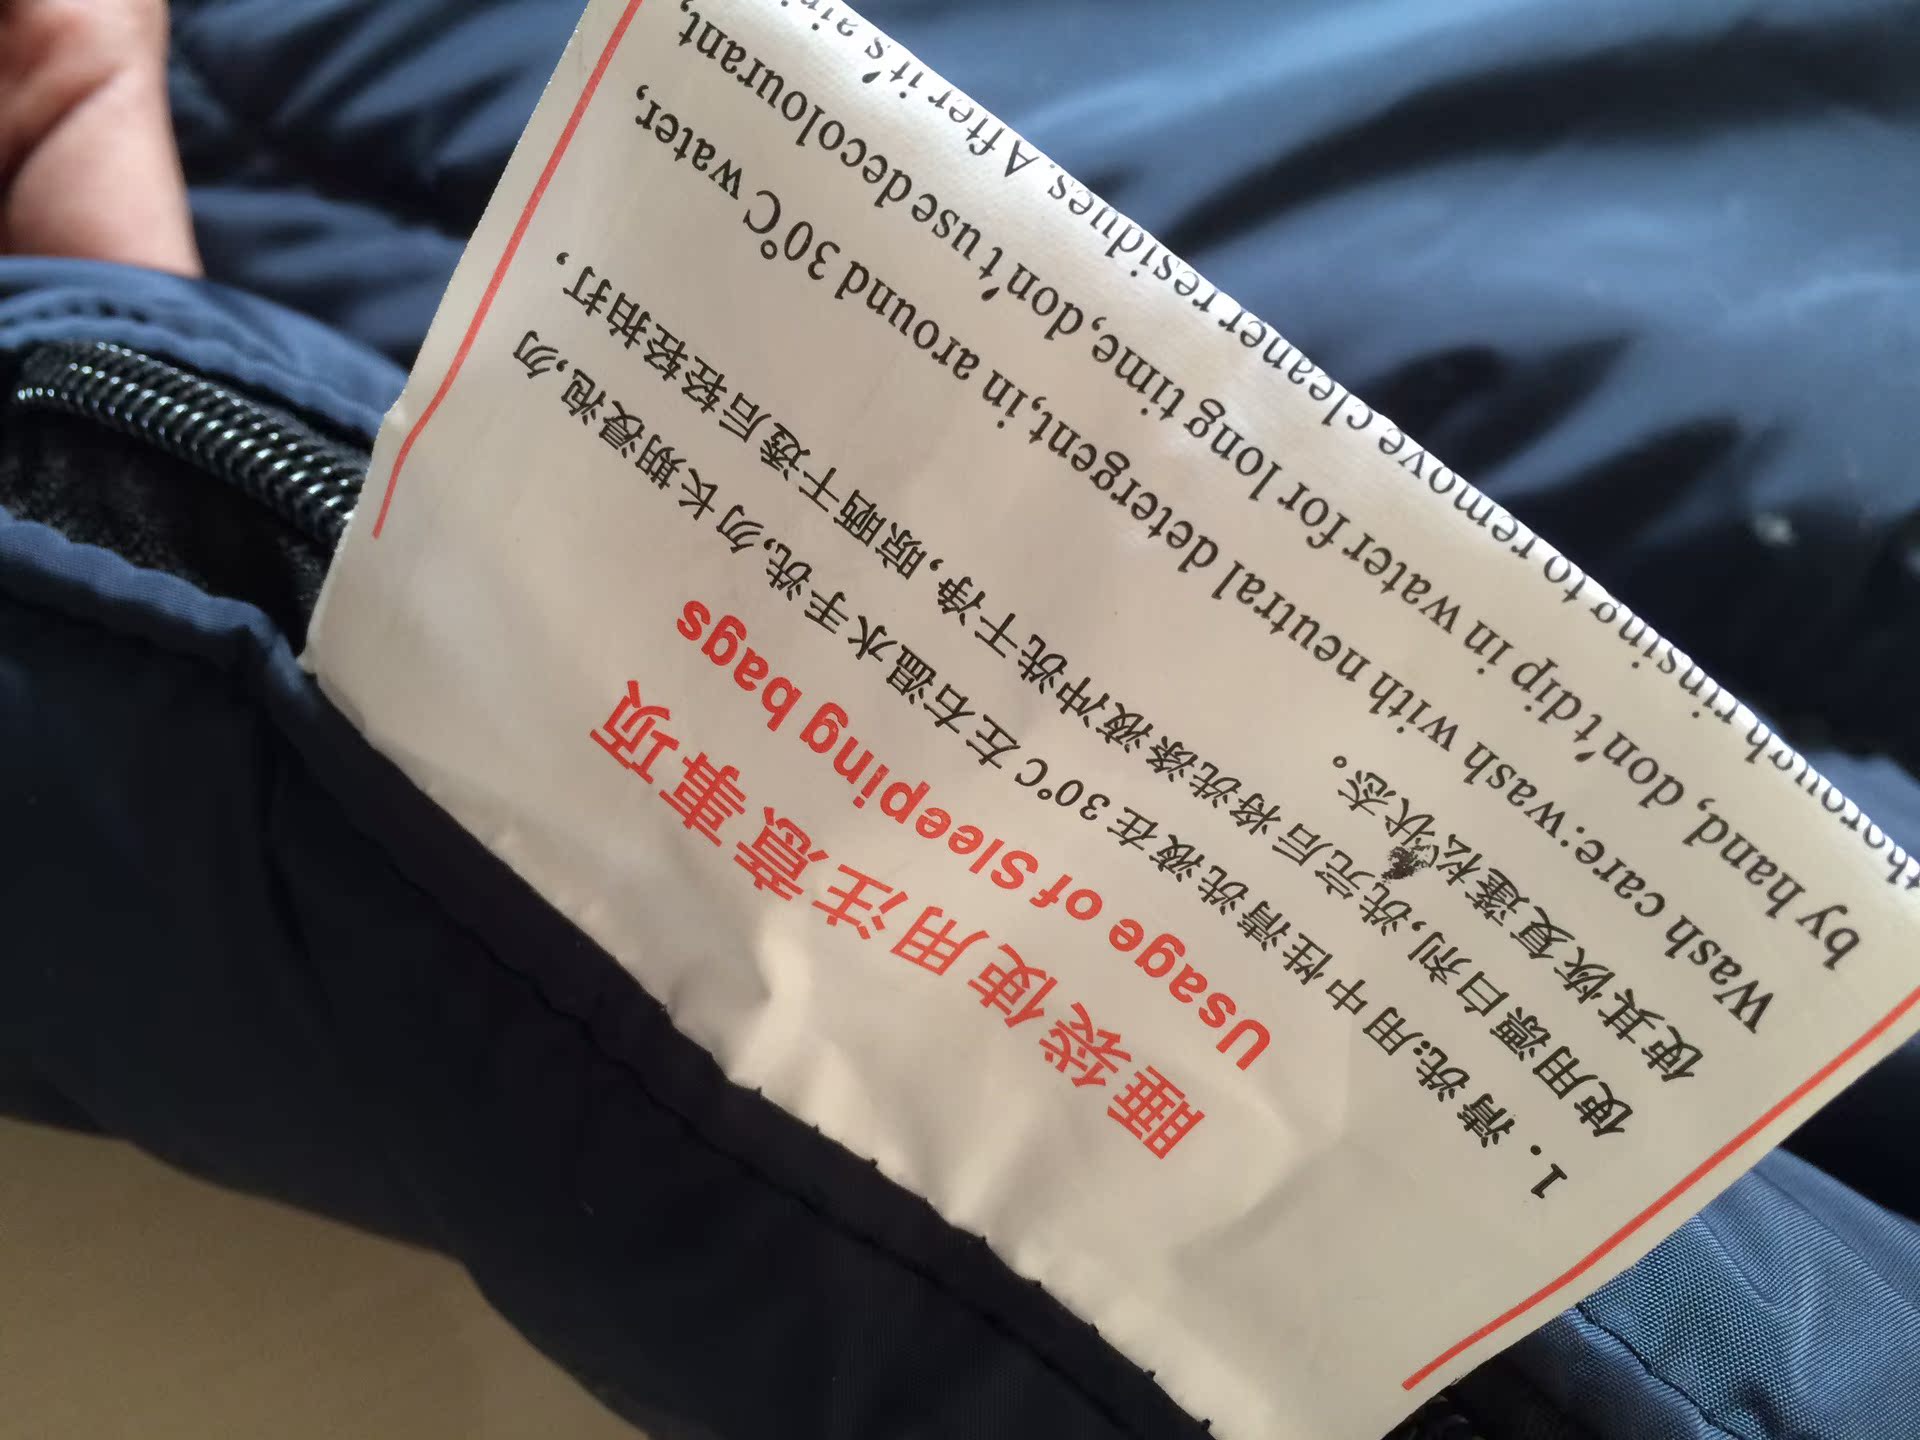 睡袋使用注意事项
Usage of Sleeping bags
1. 清洗:用中性清洗液在 30°C 左右温水手洗,勿长期浸泡,勿
使用漂白剂,洗完后将洗涤液冲洗干净,晾晒干透后轻轻拍打,
使其恢复蓬松状态。
Wash care: wash with neutral detergent,in around 30°C water,
by hand, don't dip in water for long time, don't use deccolourant,
thorough rinsing to remove cleaner residues. After it's